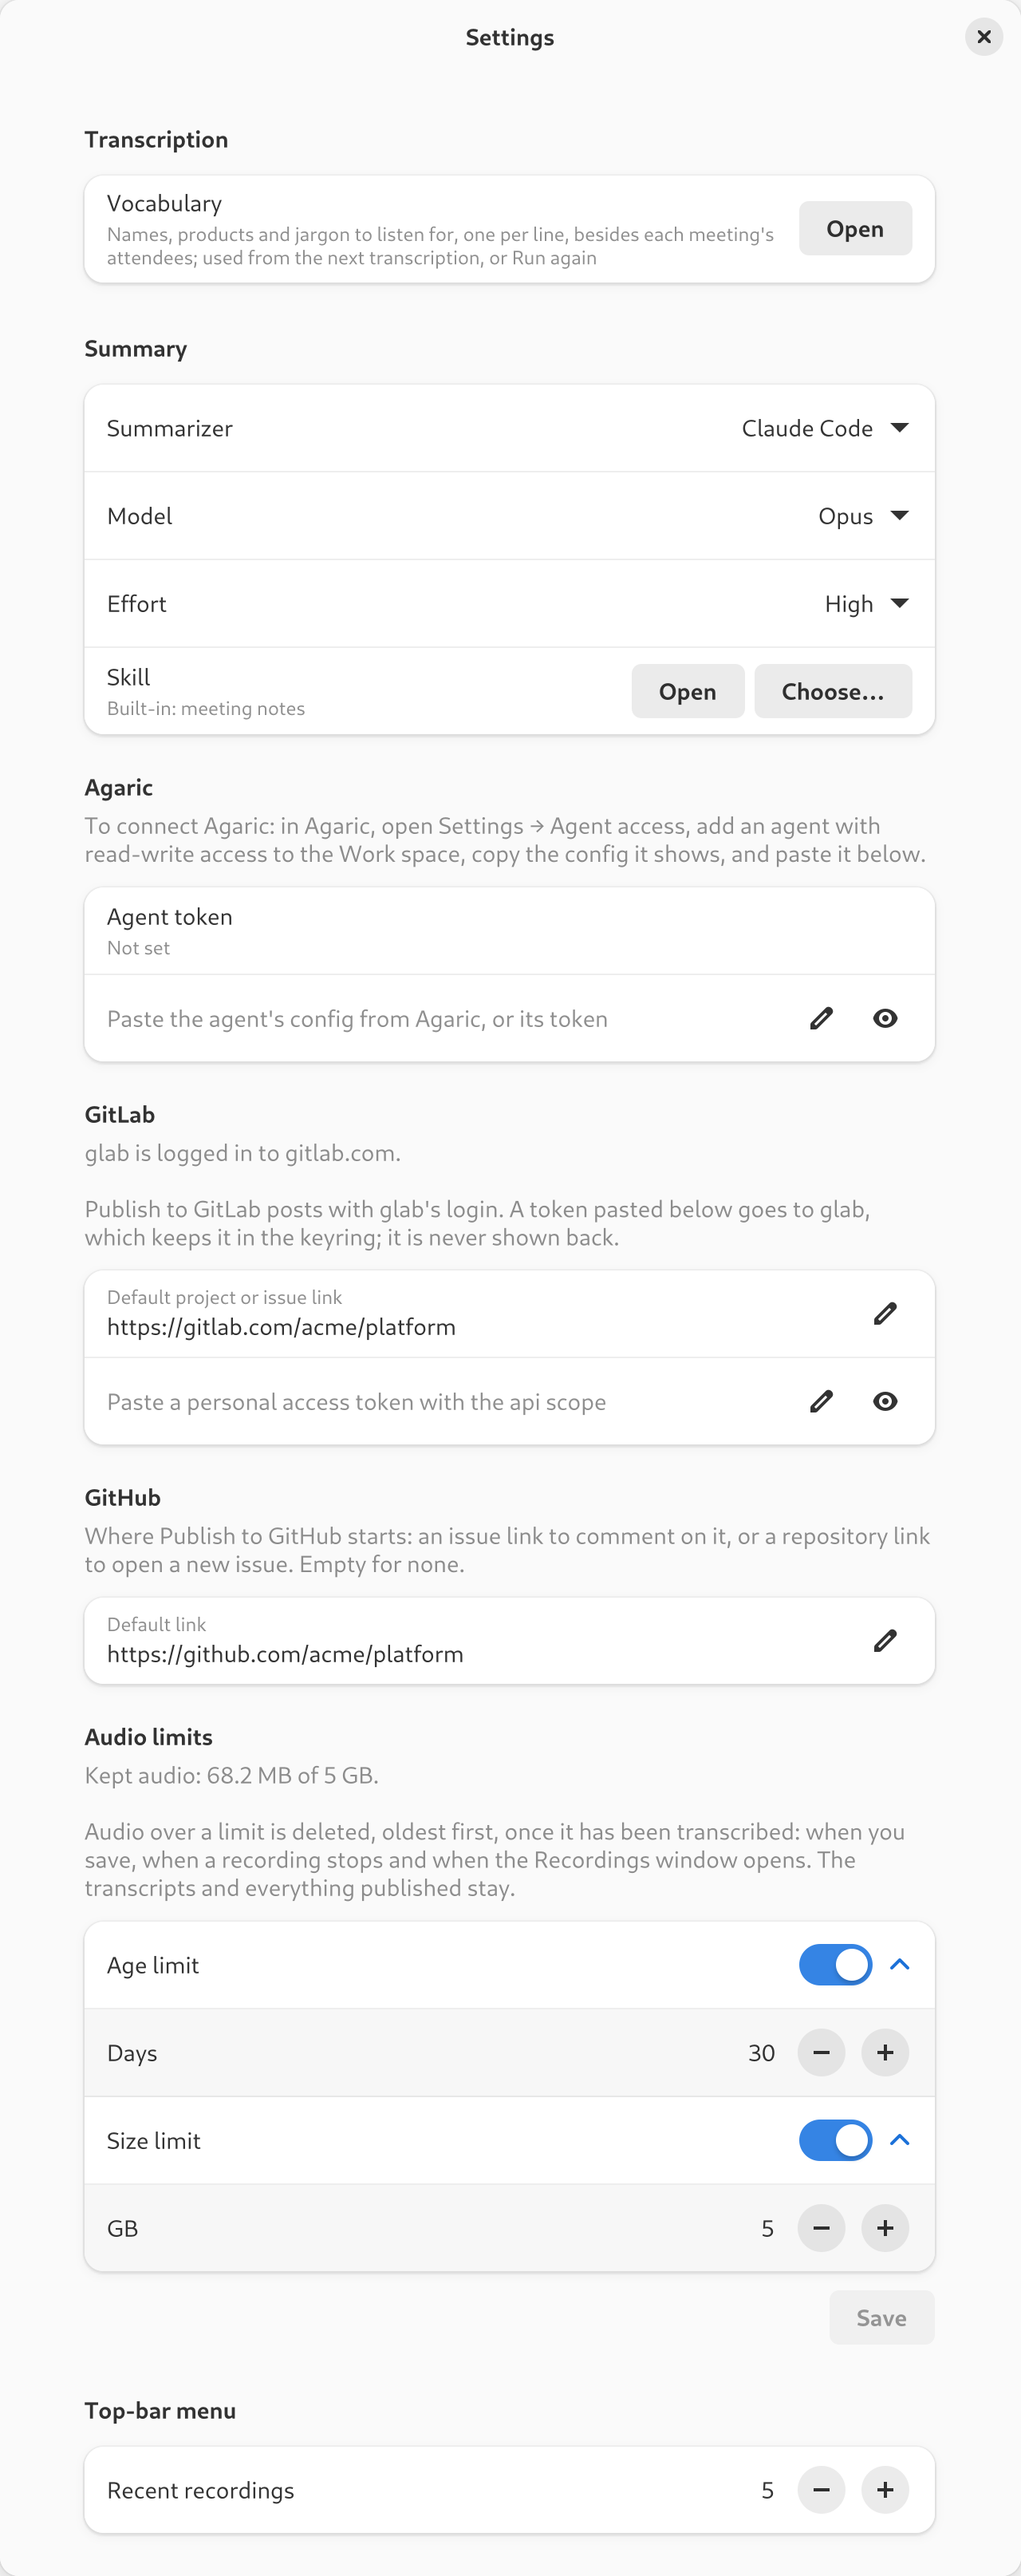 Settings
Transcription
Vocabulary
Names, products and jargon to listen for, one per line, besides each meeting's
attendees; used from the next transcription, or Run again
Open
Summary
Summarizer
Claude Code
Model
Opus
Effort
High
Skill
Built-in: meeting notes
Open
Choose...
Agaric
To connect Agaric: in Agaric, open Settings → Agent access, add an agent with
read-write access to the Work space, copy the config it shows, and paste it below.
Agent token
Not set
Paste the agent's config from Agaric, or its token
GitLab
glab is logged in to gitlab.com.
Publish to GitLab posts with glab's login. A token pasted below goes to glab,
which keeps it in the keyring; it is never shown back.
Default project or issue link
https://gitlab.com/acme/platform
Paste a personal access token with the api scope
GitHub
Where Publish to GitHub starts: an issue link to comment on it, or a repository link
to open a new issue. Empty for none.
Default link
https://github.com/acme/platform
Audio limits
Kept audio: 68.2 MB of 5 GB.
Audio over a limit is deleted, oldest first, once it has been transcribed: when you
save, when a recording stops and when the Recordings window opens. The
transcripts and everything published stay.
Age limit
Days
30
Size limit
GB
5
Save
Top-bar menu
Recent recordings
5